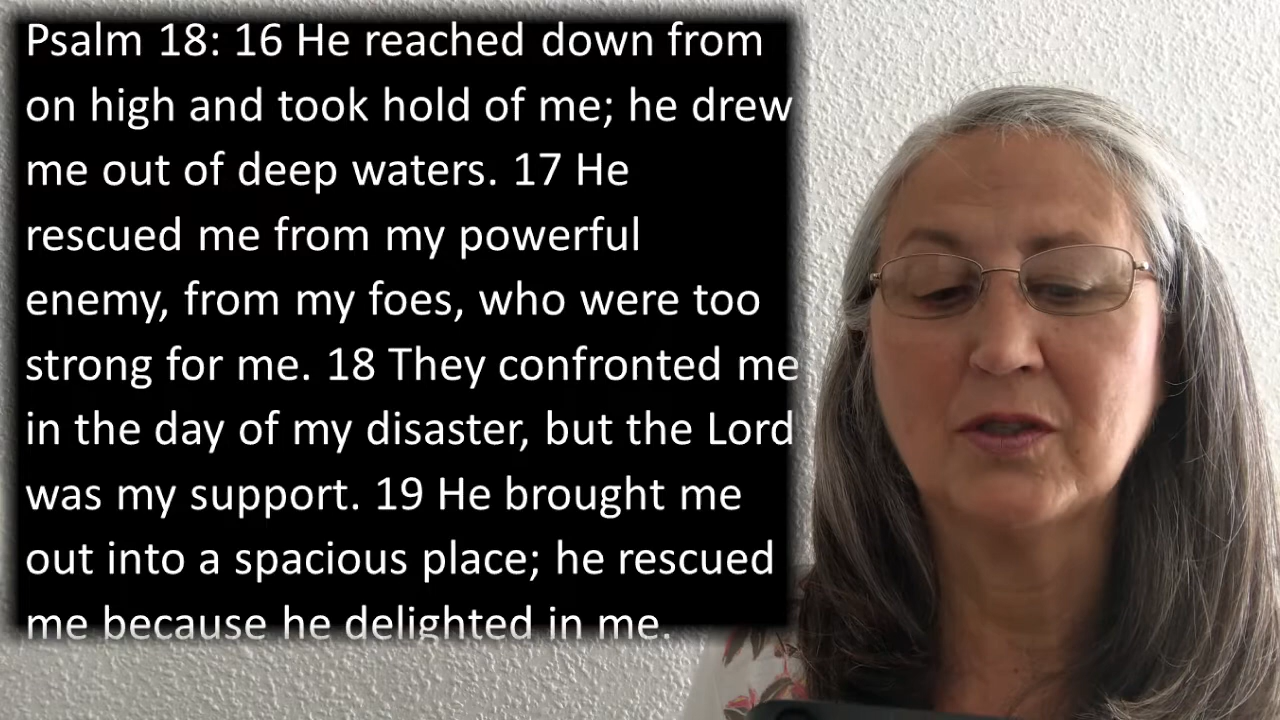 Psalm 18: 16 He reached down from
on high and took hold of me; he drew
me out of deep waters. 17 He
rescued me from my powerful
enemy, from my foes, who were too
strong for me. 18 They confronted me
in the day of my disaster, but the Lord
was my support. 19 He brought me
out into a spacious place; he rescued
me because he delighted in me.